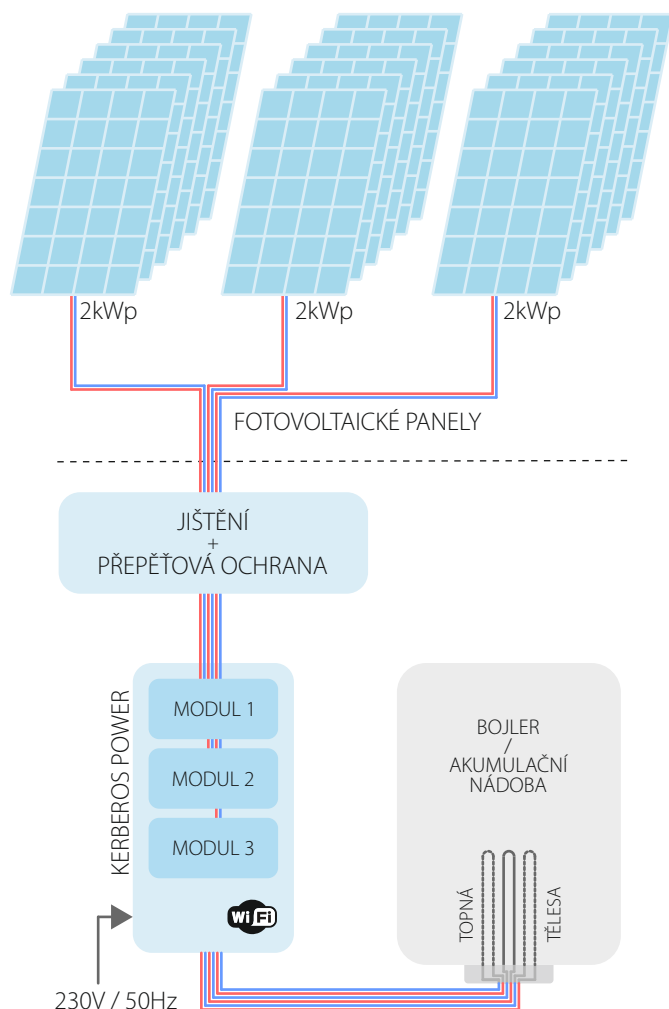 2kWp
2kWp
2kWp
FOTOVOLTAICKÉ PANELY
JIŠTĚNÍ
+
PŘEPĚŤOVÁ OCHRANA
KERBEROS POWER
MODUL 1
MODUL 2
MODUL 3
WiFi
230V / 50Hz
BOJLER
/
AKUMULAČNÍ
NÁDOBA
TOPNÁ
TĚLESA